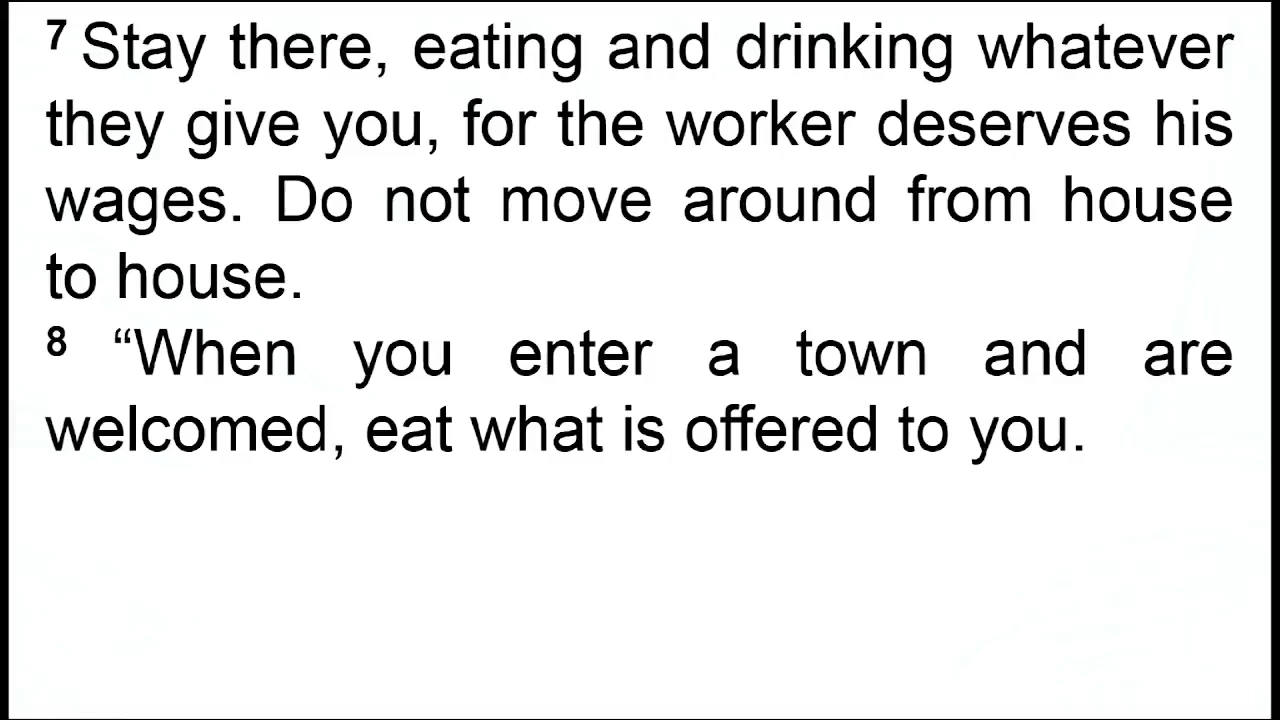 7 Stay there, eating and drinking whatever
they give you, for the worker deserves his
wages. Do not move around from house
to house.
8 “When you enter a town and are
welcomed, eat what is offered to you.